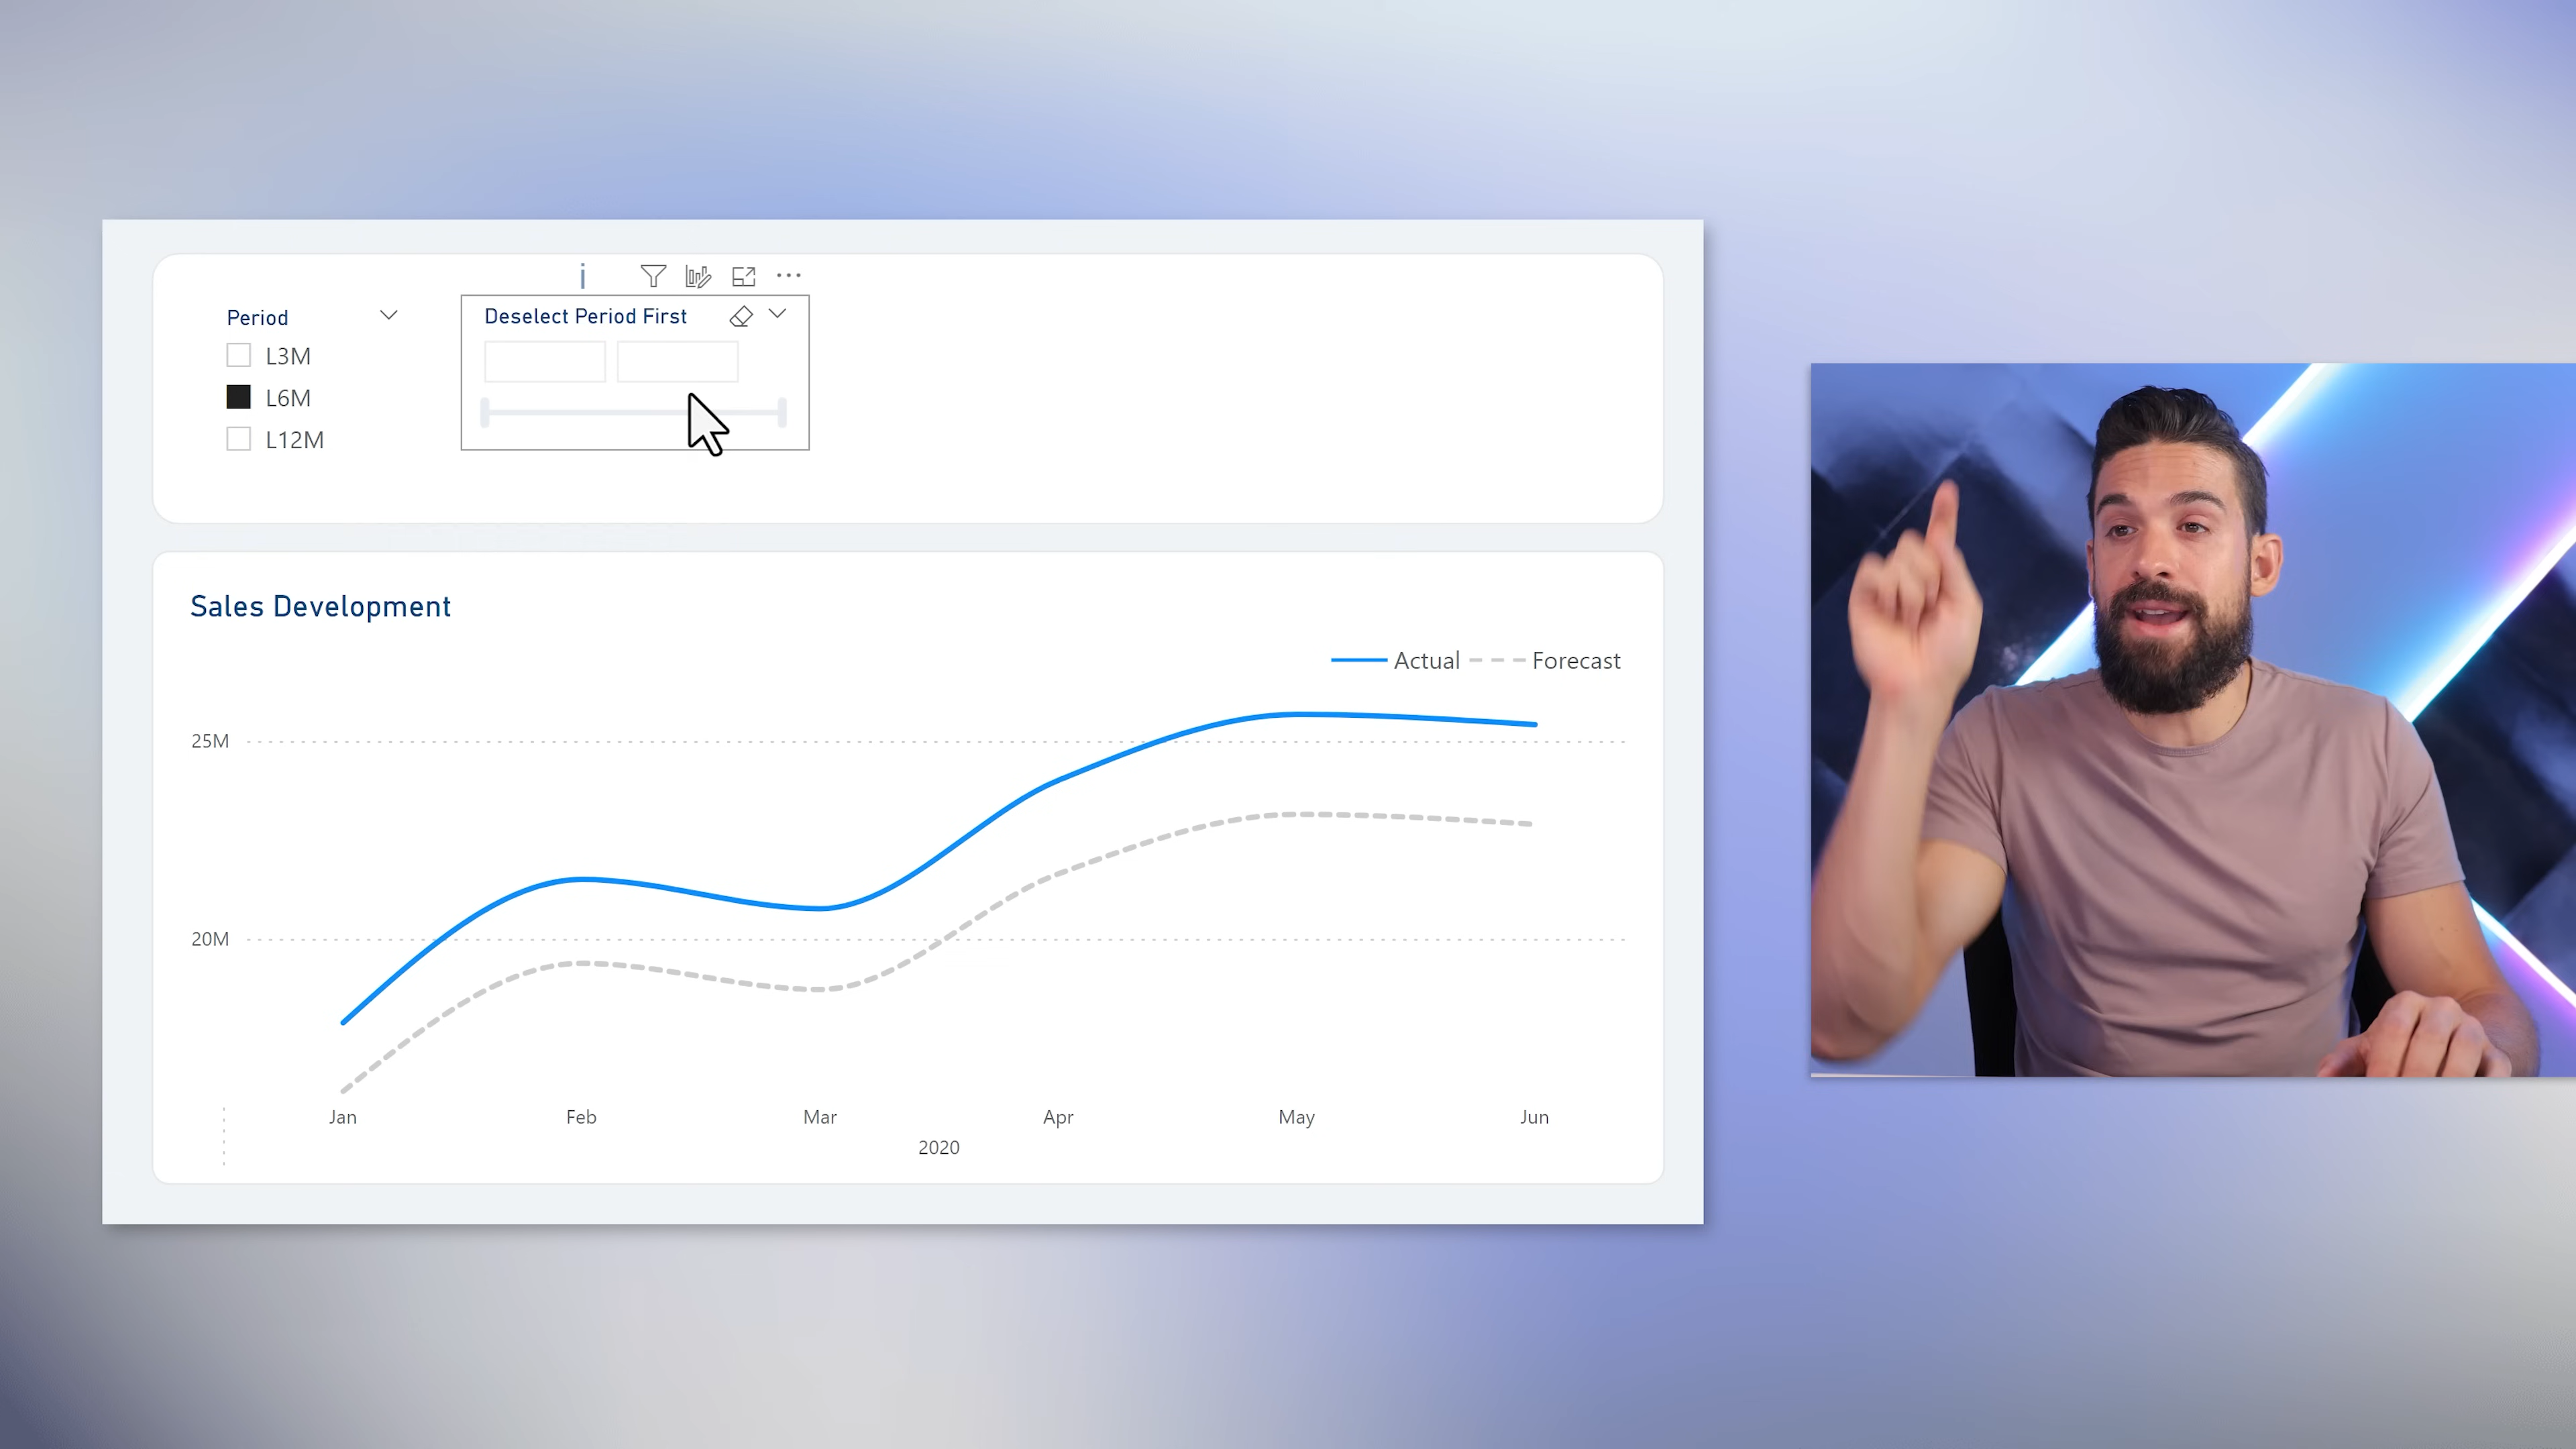 Period
L3M
L6M
L12M
Deselect Period First
Sales Development
Actual Forecast
25M
20M
Jan Feb Mar Apr May Jun
2020